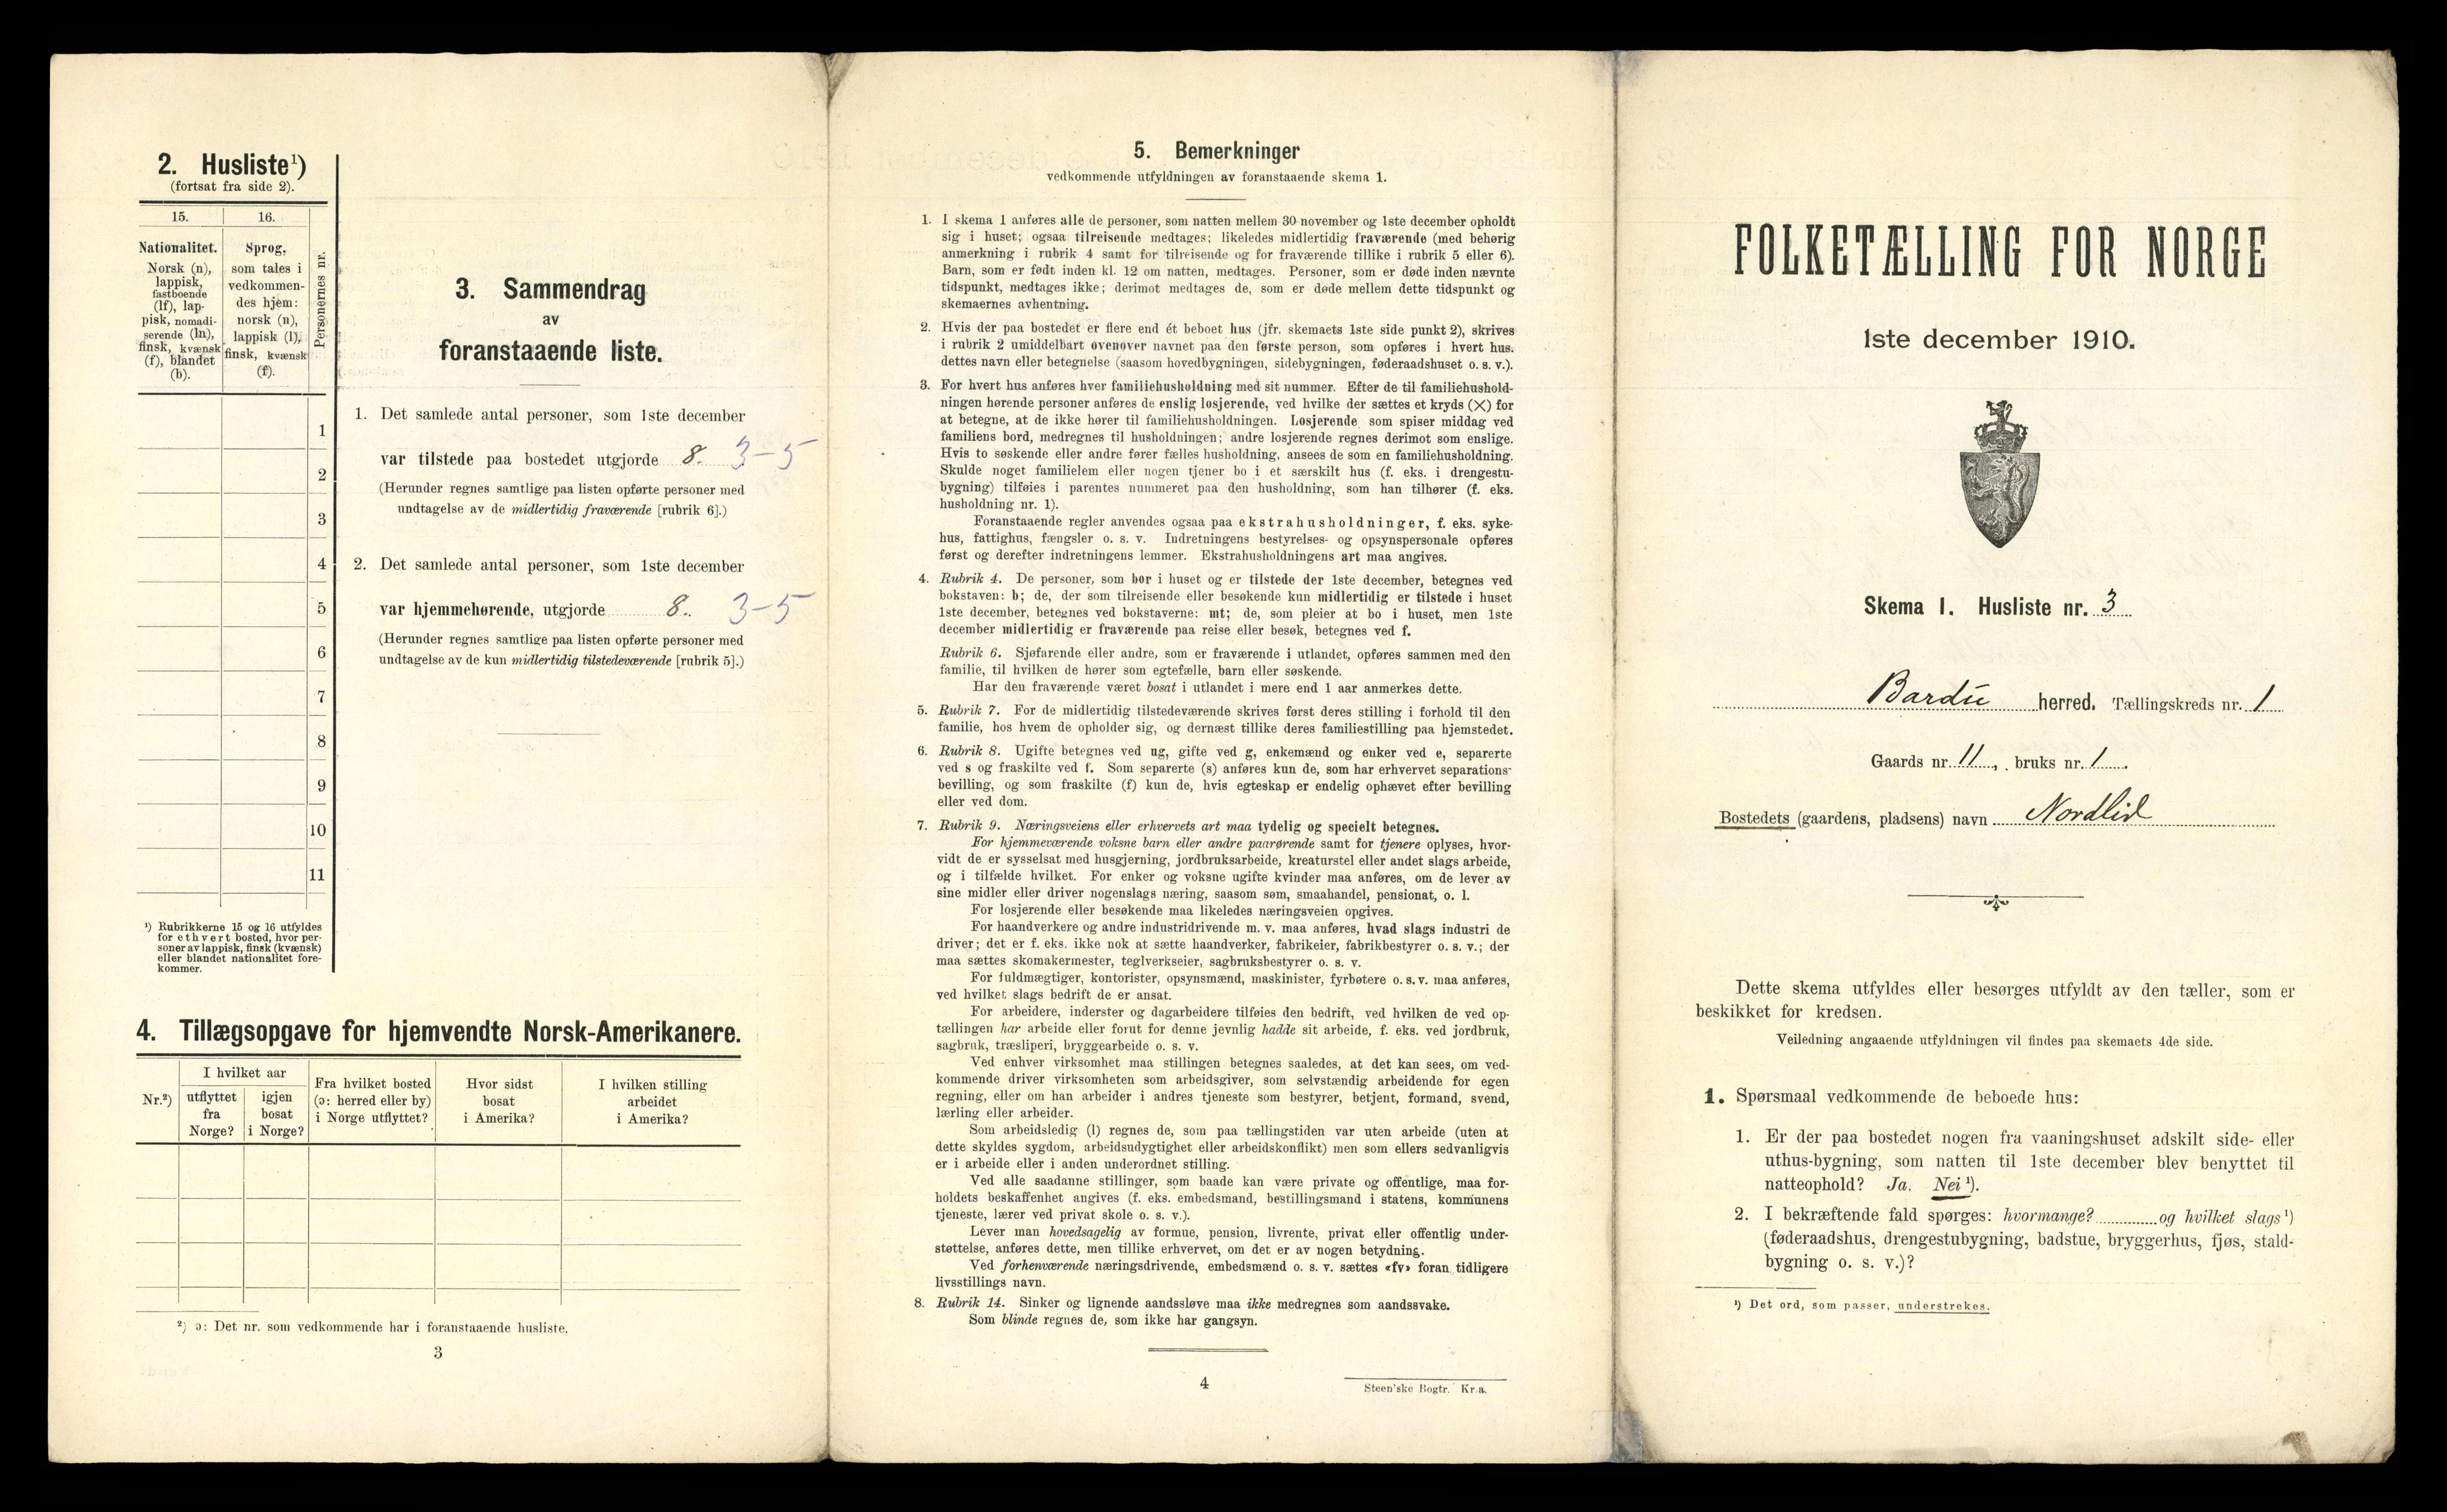 2. Husliste¹)
(fortsat fra side 2).
15.
16.
Personernes nr.
Nationalitet.
Norsk (n),
lappisk,
fastboende
(lf), lap-
pisk, nomadi-
serende (ln),
finsk, kvænsk
(f), blandet
(b).
Sprog,
som tales i
vedkommen-
des hjem:
norsk (n),
lappisk (l),
finsk, kvænsk
(f).
1
2
3
4
5
6
7
8
9
10
11
¹) Rubrikkerne 15 og 16 utfyldes
for ethvert bosted, hvor per-
soner av lappisk, finsk (kvænsk)
eller blandet nationalitet fore-
kommer.
3. Sammendrag
av
foranstaaende liste.
1. Det samlede antal personer, som 1ste december
var tilstede paa bostedet utgjorde 8. 3-5
(Herunder regnes samtlige paa listen opførte personer med
undtagelse av de midlertidig fraværende [rubrik 6].)
2. Det samlede antal personer, som 1ste december
var hjemmehørende, utgjorde 8. 3-5
(Herunder regnes samtlige paa listen opførte personer med
undtagelse av de kun midlertidig tilstedeværende [rubrik 5].)
4. Tillægsopgave for hjemvendte Norsk-Amerikanere.
Nr.²)
I hvilket aar
utflyttet
fra
Norge?
igjen
bosat
i Norge?
Fra hvilket bosted
(ɔ: herred eller by)
i Norge utflyttet?
Hvor sidst
bosat
i Amerika?
I hvilken stilling
arbeidet
i Amerika?
²) ɔ: Det nr. som vedkommende har i foranstaaende husliste.
3
5. Bemerkninger
vedkommende utfyldningen av foranstaaende skema 1.
1. I skema 1 anføres alle de personer, som natten mellem 30 november og 1ste december opholdt
sig i huset; ogsaa tilreisende medtages; likeledes midlertidig fraværende (med behørig
anmerkning i rubrik 4 samt for tilreisende og for fraværende tillike i rubrik 5 eller 6).
Barn, som er født inden kl. 12 om natten, medtages. Personer, som er døde inden nævnte
tidspunkt, medtages ikke; derimot medtages de, som er døde mellem dette tidspunkt og
skemaernes avhentning.
2. Hvis der paa bostedet er flere end ét beboet hus (jfr. skemaets 1ste side punkt 2), skrives
i rubrik 2 umiddelbart ovenover navnet paa den første person, som opføres i hvert hus.
dettes navn eller betegnelse (saasom hovedbygningen, sidebygningen, føderaadshuset o. s. v.).
3. For hvert hus anføres hver familiehusholdning med sit nummer. Efter de til familiehushold-
ningen hørende personer anføres de enslig losjerende, ved hvilke der sættes et kryds (×) for
at betegne, at de ikke hører til familiehusholdningen. Losjerende som spiser middag ved
familiens bord, medregnes til husholdningen; andre losjerende regnes derimot som enslige.
Hvis to søskende eller andre fører fælles husholdning, ansees de som en familiehusholdning.
Skulde noget familielem eller nogen tjener bo i et særskilt hus (f. eks. i drengestu-
bygning) tilføies i parentes nummeret paa den husholdning, som han tilhører (f. eks.
husholdning nr. 1).
Foranstaaende regler anvendes ogsaa paa ekstrahusholdninger, f. eks. syke-
hus, fattighus, fængsler o. s. v. Indretningens bestyrelses- og opsynspersonale opføres
først og derefter indretningens lemmer. Ekstrahusholdningens art maa angives.
4. Rubrik 4. De personer, som bor i huset og er tilstede der 1ste december, betegnes ved
bokstaven: b; de, der som tilreisende eller besøkende kun midlertidig er tilstede i huset
1ste december, betegnes ved bokstaverne: mt; de, som pleier at bo i huset, men 1ste
december midlertidig er fraværende paa reise eller besøk, betegnes ved f.
Rubrik 6. Sjøfarende eller andre, som er fraværende i utlandet, opføres sammen med den
familie, til hvilken de hører som egtefælle, barn eller søskende.
Har den fraværende været bosat i utlandet i mere end 1 aar anmerkes dette.
5. Rubrik 7. For de midlertidig tilstedeværende skrives først deres stilling i forhold til den
familie, hos hvem de opholder sig, og dernæst tillike deres familiestilling paa hjemstedet.
6. Rubrik 8. Ugifte betegnes ved ug, gifte ved g, enkemænd og enker ved e, separerte
ved s og fraskilte ved f. Som separerte (s) anføres kun de, som har erhvervet separations-
bevilling, og som fraskilte (f) kun de, hvis egteskap er endelig ophævet efter bevilling
eller ved dom.
7. Rubrik 9. Næringsveiens eller erhvervets art maa tydelig og specielt betegnes.
For hjemmeværende voksne barn eller andre paarørende samt for tjenere oplyses, hvor-
vidt de er sysselsat med husgjerning, jordbruksarbeide, kreaturstel eller andet slags arbeide,
og i tilfælde hvilket. For enker og voksne ugifte kvinder maa anføres, om de lever av
sine midler eller driver nogenslags næring, saasom søm, smaahandel, pensionat, o. l.
For losjerende eller besøkende maa likeledes næringsveien opgives.
For haandverkere og andre industridrivende m. v. maa anføres, hvad slags industri de
driver; det er f. eks. ikke nok at sætte haandverker, fabrikeier, fabrikbestyrer o. s. v.; der
maa sættes skomakermester, teglverkseier, sagbruksbestyrer o. s. v.
For fuldmægtiger, kontorister, opsynsmænd, maskinister, fyrbøtere o. s. v. maa anføres,
ved hvilket slags bedrift de er ansat.
For arbeidere, inderster og dagarbeidere tilføies den bedrift, ved hvilken de ved op-
tællingen har arbeide eller forut for denne jevnlig hadde sit arbeide, f. eks. ved jordbruk,
sagbruk, træsliperi, bryggearbeide o. s. v.
Ved enhver virksomhet maa stillingen betegnes saaledes, at det kan sees, om ved-
kommende driver virksomheten som arbeidsgiver, som selvstændig arbeidende for egen
regning, eller om han arbeider i andres tjeneste som bestyrer, betjent, formand, svend,
lærling eller arbeider.
Som arbeidsledig (l) regnes de, som paa tællingstiden var uten arbeide (uten at
dette skyldes sygdom, arbeidsudygtighet eller arbeidskonflikt) men som ellers sedvanligvis
er i arbeide eller i anden underordnet stilling.
Ved alle saadanne stillinger, som baade kan være private og offentlige, maa for-
holdets beskaffenhet angives (f. eks. embedsmand, bestillingsmand i statens, kommunens
tjeneste, lærer ved privat skole o. s. v.).
Lever man hovedsagelig av formue, pension, livrente, privat eller offentlig under-
støttelse, anføres dette, men tillike erhvervet, om det er av nogen betydning.
Ved forhenværende næringsdrivende, embedsmænd o. s. v. sættes «fv» foran tidligere
livsstillings navn.
8. Rubrik 14. Sinker og lignende aandssløve maa ikke medregnes som aandssvake.
Som blinde regnes de, som ikke har gangsyn.
4
Steen'ske Bogtr. Kr.a.
FOLKETÆLLING FOR NORGE
1ste december 1910.
Skema 1. Husliste nr. 3
Bardu herred. Tællingskreds nr. 1
Gaards nr. 11, bruks nr. 1.
Bostedets (gaardens, pladsens) navn Nordlid
Dette skema utfyldes eller besørges utfyldt av den tæller, som er
beskikket for kredsen.
Veiledning angaaende utfyldningen vil findes paa skemaets 4de side.
1. Spørsmaal vedkommende de beboede hus:
1. Er der paa bostedet nogen fra vaaningshuset adskilt side- eller
uthus-bygning, som natten til 1ste december blev benyttet til
natteophold? Ja. Nei ¹).
2. I bekræftende fald spørges: hvormange? og hvilket slags ¹)
(føderaadshus, drengestubygning, badstue, bryggerhus, fjøs, stald-
bygning o. s. v.)?
¹) Det ord, som passer, understrekes.